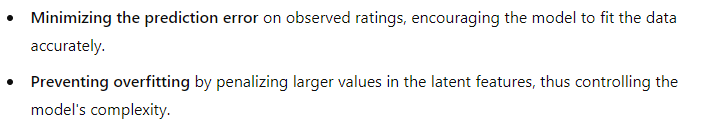 • Minimizing the prediction error on observed ratings, encouraging the model to fit the data
accurately.
• Preventing overfitting by penalizing larger values in the latent features, thus controlling the
model's complexity.